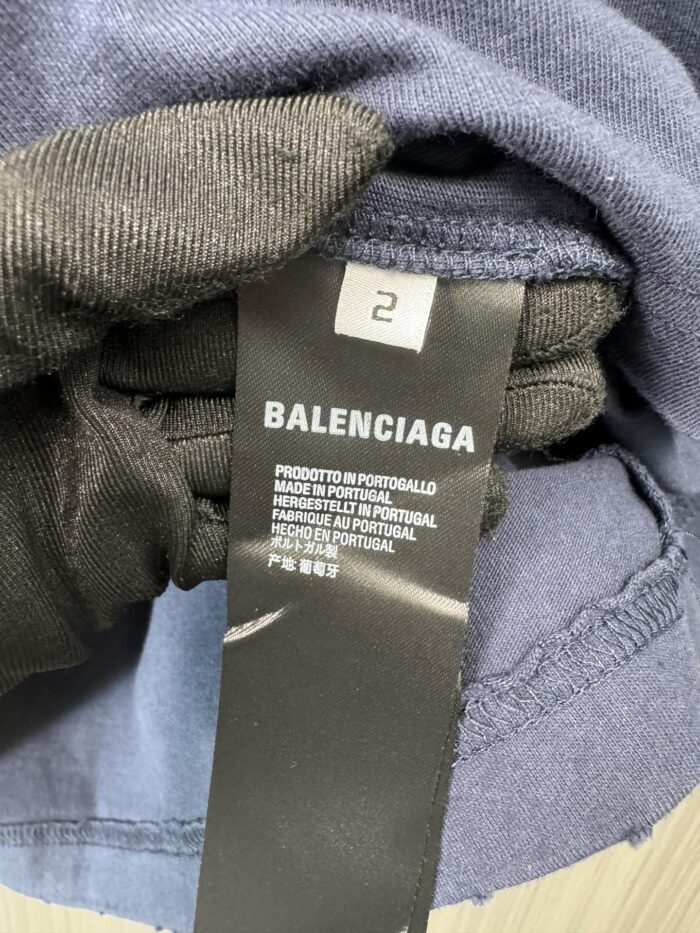 2
BALENCIAGA
PRODOTTO IN PORTOGALLO
MADE IN PORTUGAL
HERGESTELLT IN PORTUGAL
FABRIQUE AU PORTUGAL
HECHO EN PORTUGAL
ポルトガル製
产地:葡萄牙